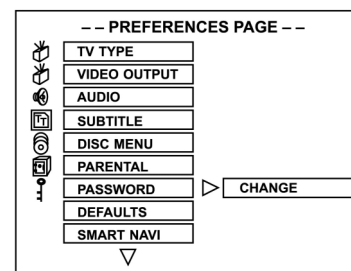 -- PREFERENCES PAGE --
TV TYPE
VIDEO OUTPUT
AUDIO
SUBTITLE
DISC MENU
PARENTAL
PASSWORD CHANGE
DEFAULTS
SMART NAVI